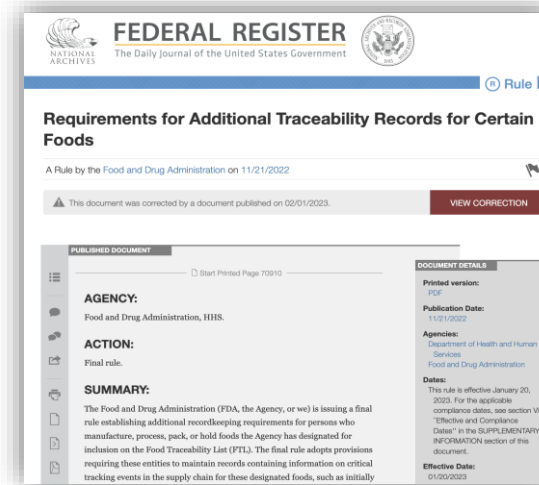 FEDERAL REGISTER
The Daily Journal of the United States Government
NATIONAL
ARCHIVES
Rule
Requirements for Additional Traceability Records for Certain
Foods
A Rule by the Food and Drug Administration on 11/21/2022
This document was corrected by a document published on 02/01/2023.
VIEW CORRECTION
PUBLISHED DOCUMENT
Start Printed Page 70910
AGENCY:
Food and Drug Administration, HHS.
ACTION:
Final rule.
SUMMARY:
The Food and Drug Administration (FDA, the Agency, or we) is issuing a final
rule establishing additional recordkeeping requirements for persons who
manufacture, process, pack, or hold foods the Agency has designated for
inclusion on the Food Traceability List (FTL). The final rule adopts provisions
requiring these entities to maintain records containing information on critical
tracking events in the supply chain for these designated foods, such as initially
DOCUMENT DETAILS
Printed version:
PDF
Publication Date:
11/21/2022
Agencies:
Department of Health and Human
Services
Food and Drug Administration
Dates:
This rule is effective January 20,
2023. For the applicable
compliance dates, see section
"Effective and Compliance
Dates" in the SUPPLEMENTARY
INFORMATION section of this
document.
Effective Date:
01/20/2023